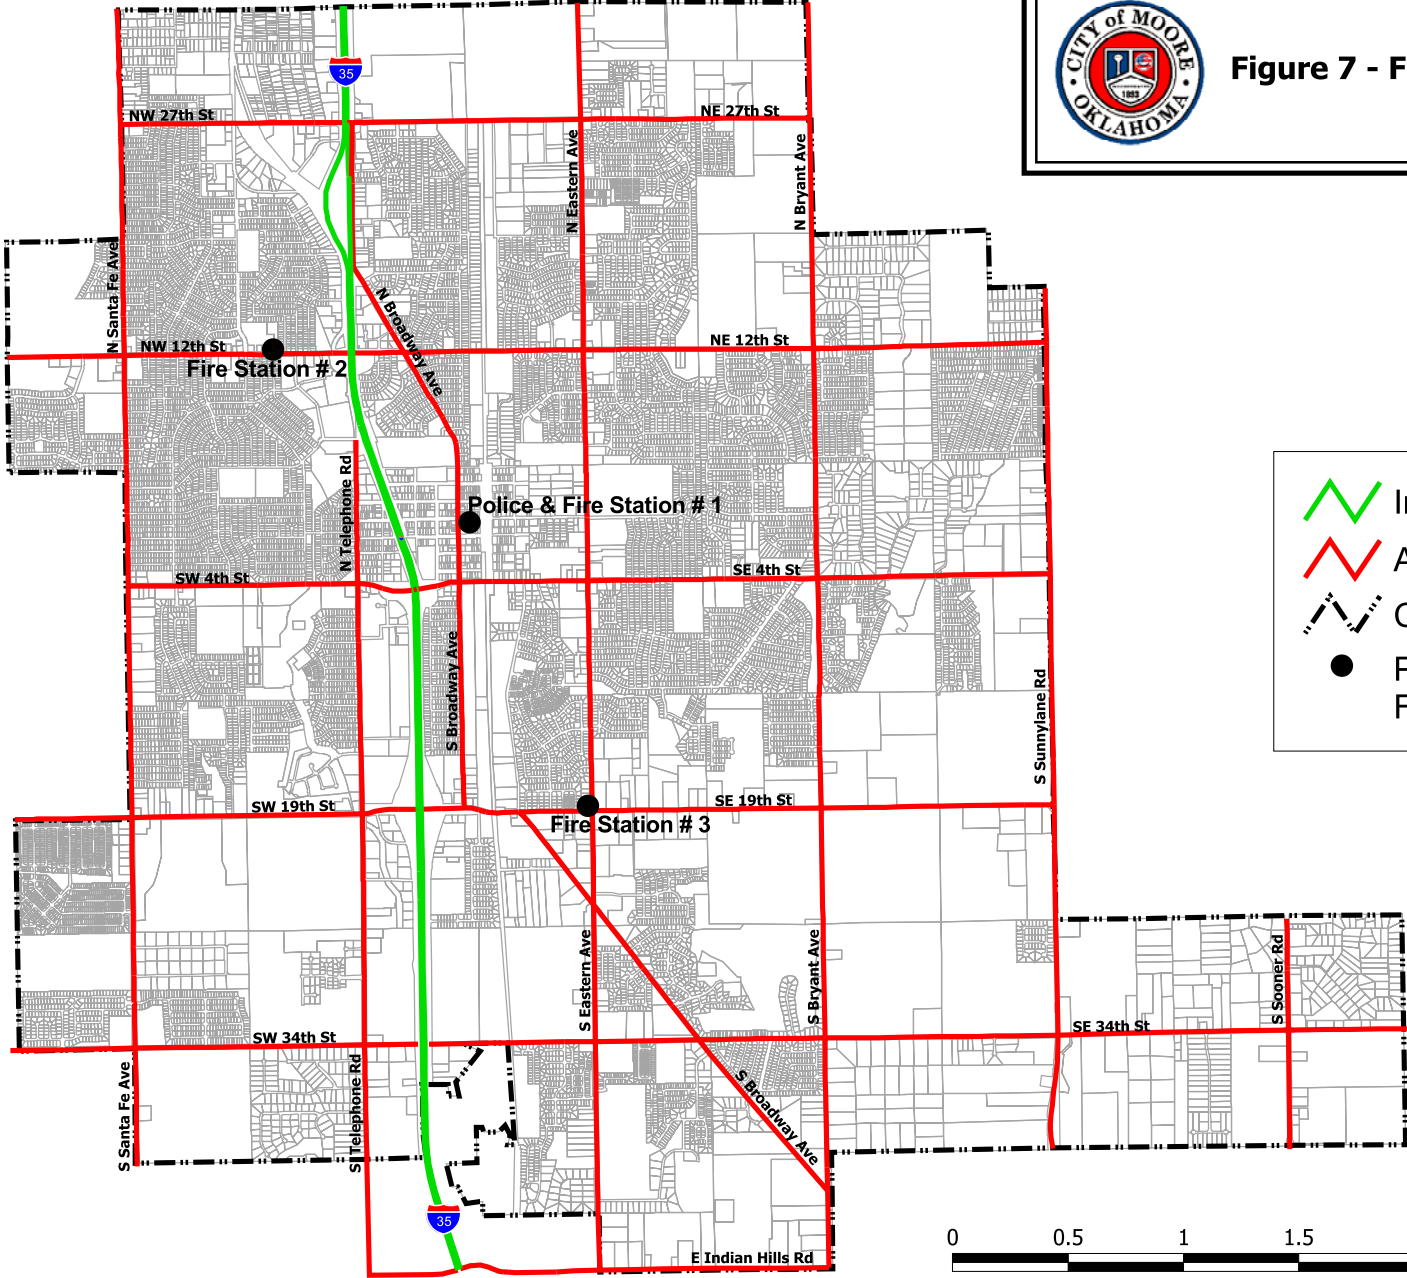 CITY of MOORE
1893
OKLAHOMA
Figure 7 - F
35
NW 27th St
NE 27th St
N Eastern Ave
N Bryant Ave
N Santa Fe Ave
N Broadway Ave
NW 12th St
NE 12th St
Fire Station # 2
N Telephone Rd
Police & Fire Station # 1
SW 4th St
SE 4th St
S Broadway Ave
S Sunnylane Rd
SW 19th St
SE 19th St
Fire Station # 3
S Eastern Ave
S Bryant Ave
S Sooner Rd
SW 34th St
SE 34th St
S Santa Fe Ave
S Telephone Rd
S Broadway Ave
35
E Indian Hills Rd
In
A
C
P
F
0 0.5 1 1.5